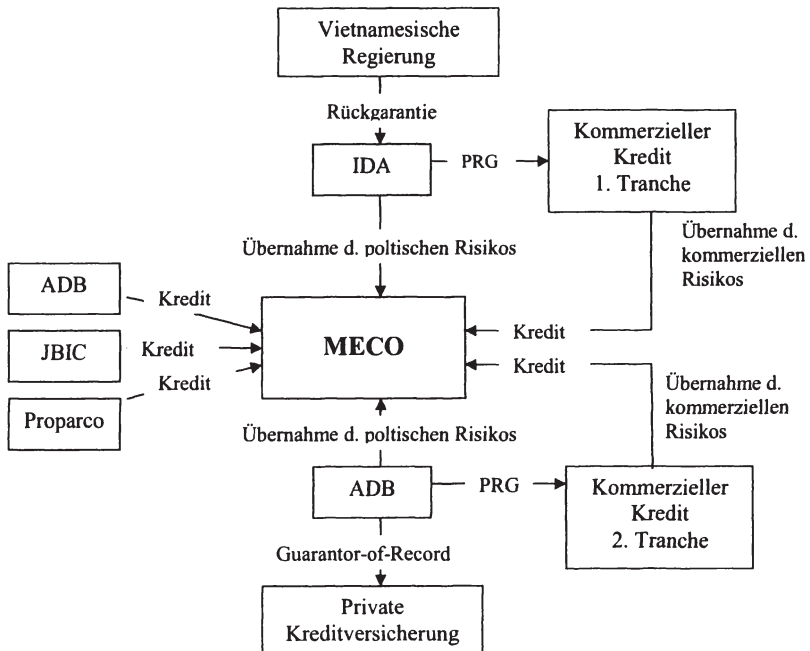 Vietnamesische
Regierung
Rückgarantie
IDA
PRG
Kommerzieller
Kredit
1. Tranche
Übernahme d. poltischen Risikos
Übernahme d.
kommerziellen
Risikos
ADB
Kredit
JBIC
Kredit
Proparco
Kredit
MECO
Kredit
Kredit
Übernahme d.
kommerziellen
Risikos
Übernahme d. poltischen Risikos
ADB
PRG
Kommerzieller
Kredit
2. Tranche
Guarantor-of-Record
Private
Kreditversicherung